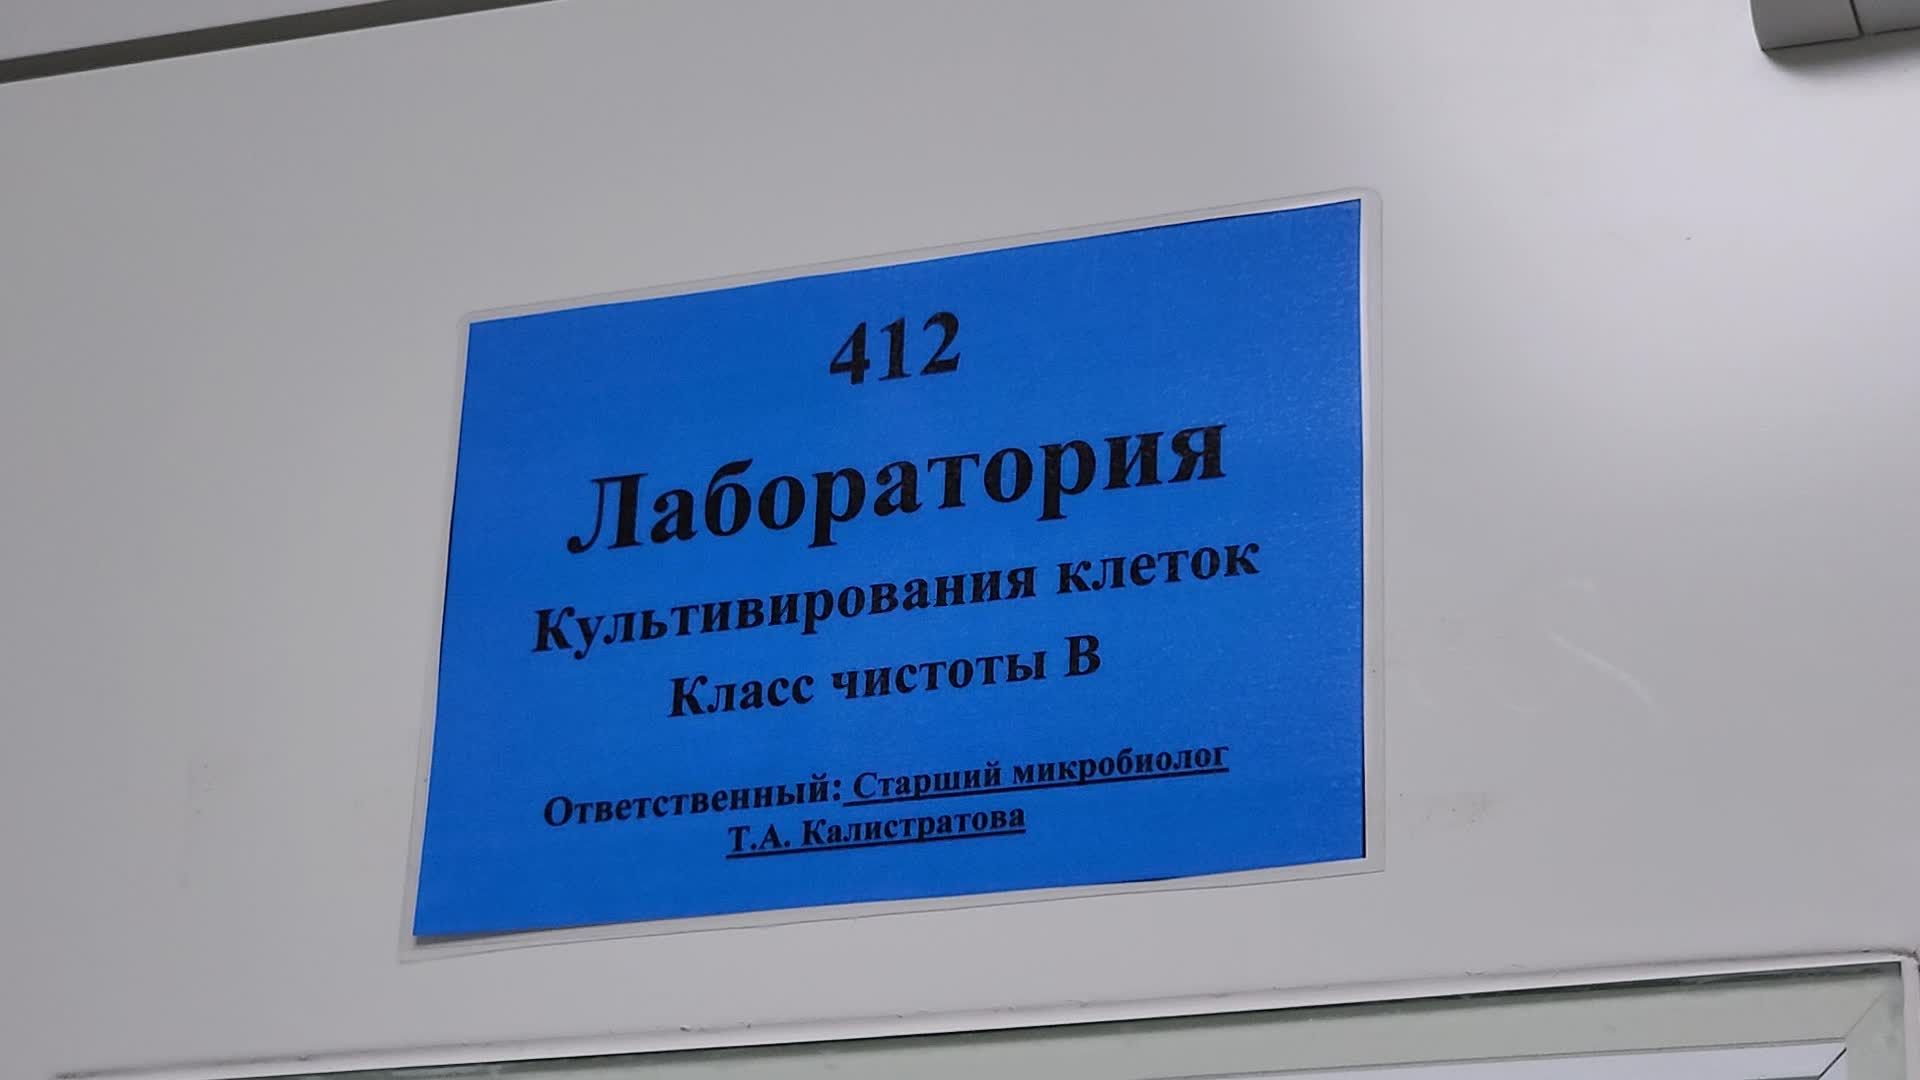 412
Лаборатория
Культивирования клеток
Класс чистоты В
Ответственный: Старший микробиолог
Т.А. Калистратова